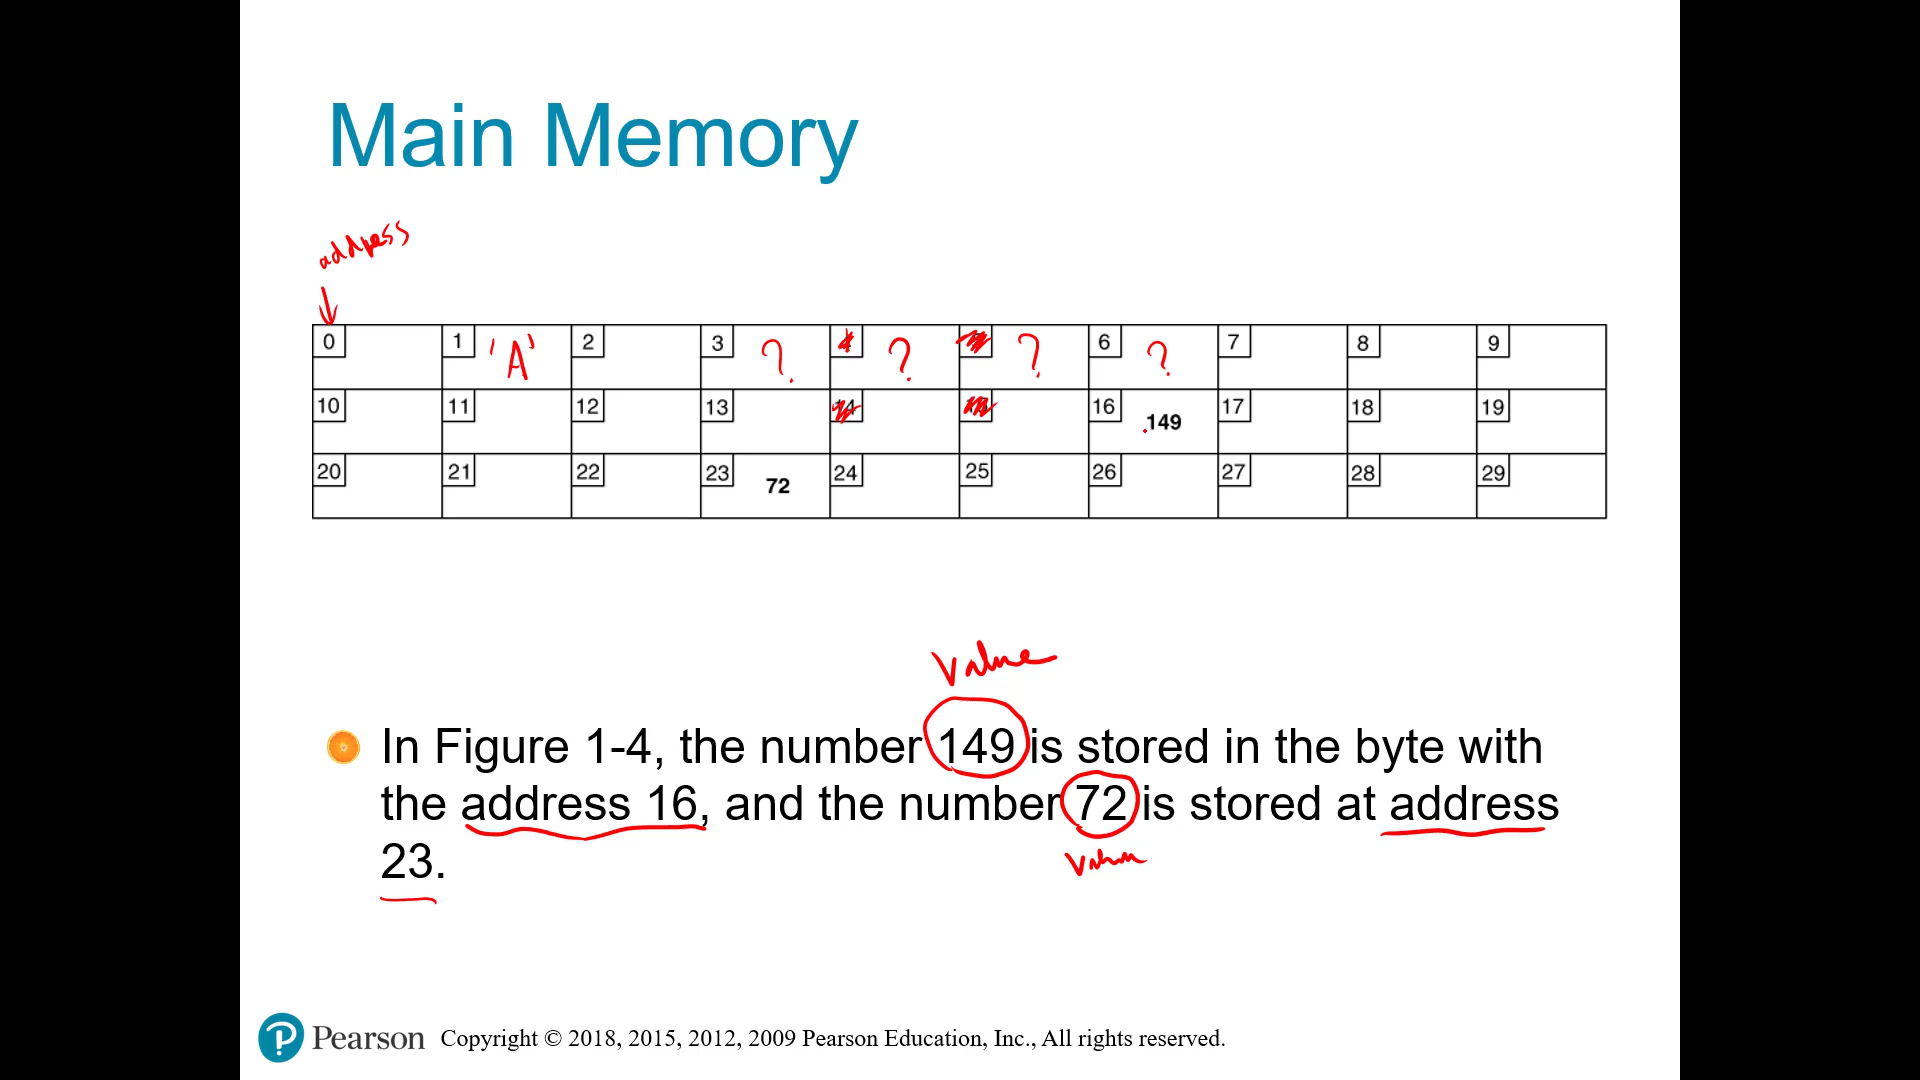 Main Memory
address
0 1 'A' 2 3 ? ? ? 6 ? 7 8 9
10 11 12 13 14 16 149 17 18 19
20 21 22 23 72 24 25 26 27 28 29
Value
In Figure 1-4, the number 149 is stored in the byte with
the address 16, and the number 72 is stored at address
23.
Value
Pearson Copyright © 2018, 2015, 2012, 2009 Pearson Education, Inc., All rights reserved.